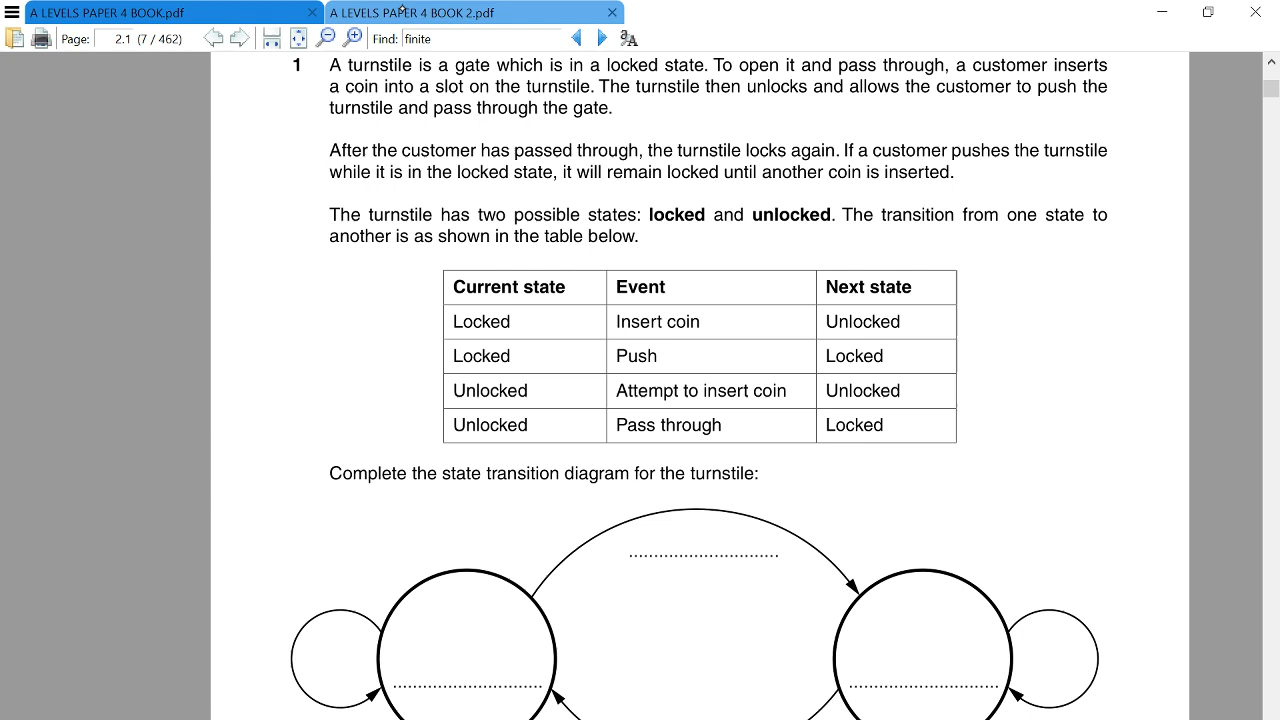 A LEVELS PAPER 4 BOOK.pdf
A LEVELS PAPER 4 BOOK 2.pdf
Page: 2.1 (7 / 462) Find: finite
1 A turnstile is a gate which is in a locked state. To open it and pass through, a customer inserts
a coin into a slot on the turnstile. The turnstile then unlocks and allows the customer to push the
turnstile and pass through the gate.
After the customer has passed through, the turnstile locks again. If a customer pushes the turnstile
while it is in the locked state, it will remain locked until another coin is inserted.
The turnstile has two possible states: locked and unlocked. The transition from one state to
another is as shown in the table below.
Current state Event Next state
Locked Insert coin Unlocked
Locked Push Locked
Unlocked Attempt to insert coin Unlocked
Unlocked Pass through Locked
Complete the state transition diagram for the turnstile: